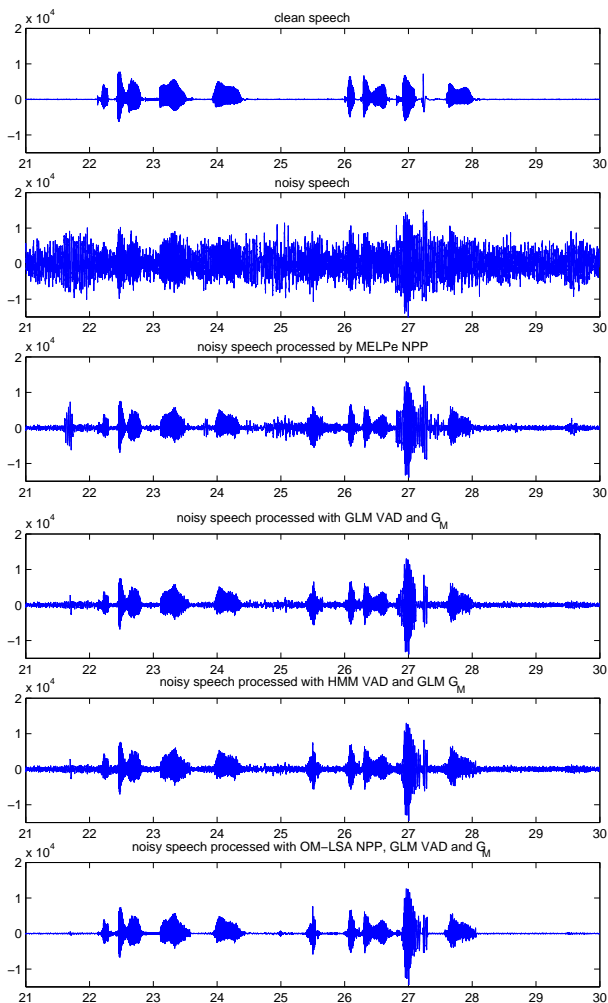 clean speech
x 10^4
2
1
0
−1
21 22 23 24 25 26 27 28 29 30
noisy speech
x 10^4
2
1
0
−1
21 22 23 24 25 26 27 28 29 30
noisy speech processed by MELPe NPP
x 10^4
2
1
0
−1
21 22 23 24 25 26 27 28 29 30
noisy speech processed with GLM VAD and G_M
x 10^4
2
1
0
−1
21 22 23 24 25 26 27 28 29 30
noisy speech processed with HMM VAD and GLM G_M
x 10^4
2
1
0
−1
21 22 23 24 25 26 27 28 29 30
noisy speech processed with OM−LSA NPP, GLM VAD and G_M
x 10^4
2
1
0
−1
21 22 23 24 25 26 27 28 29 30